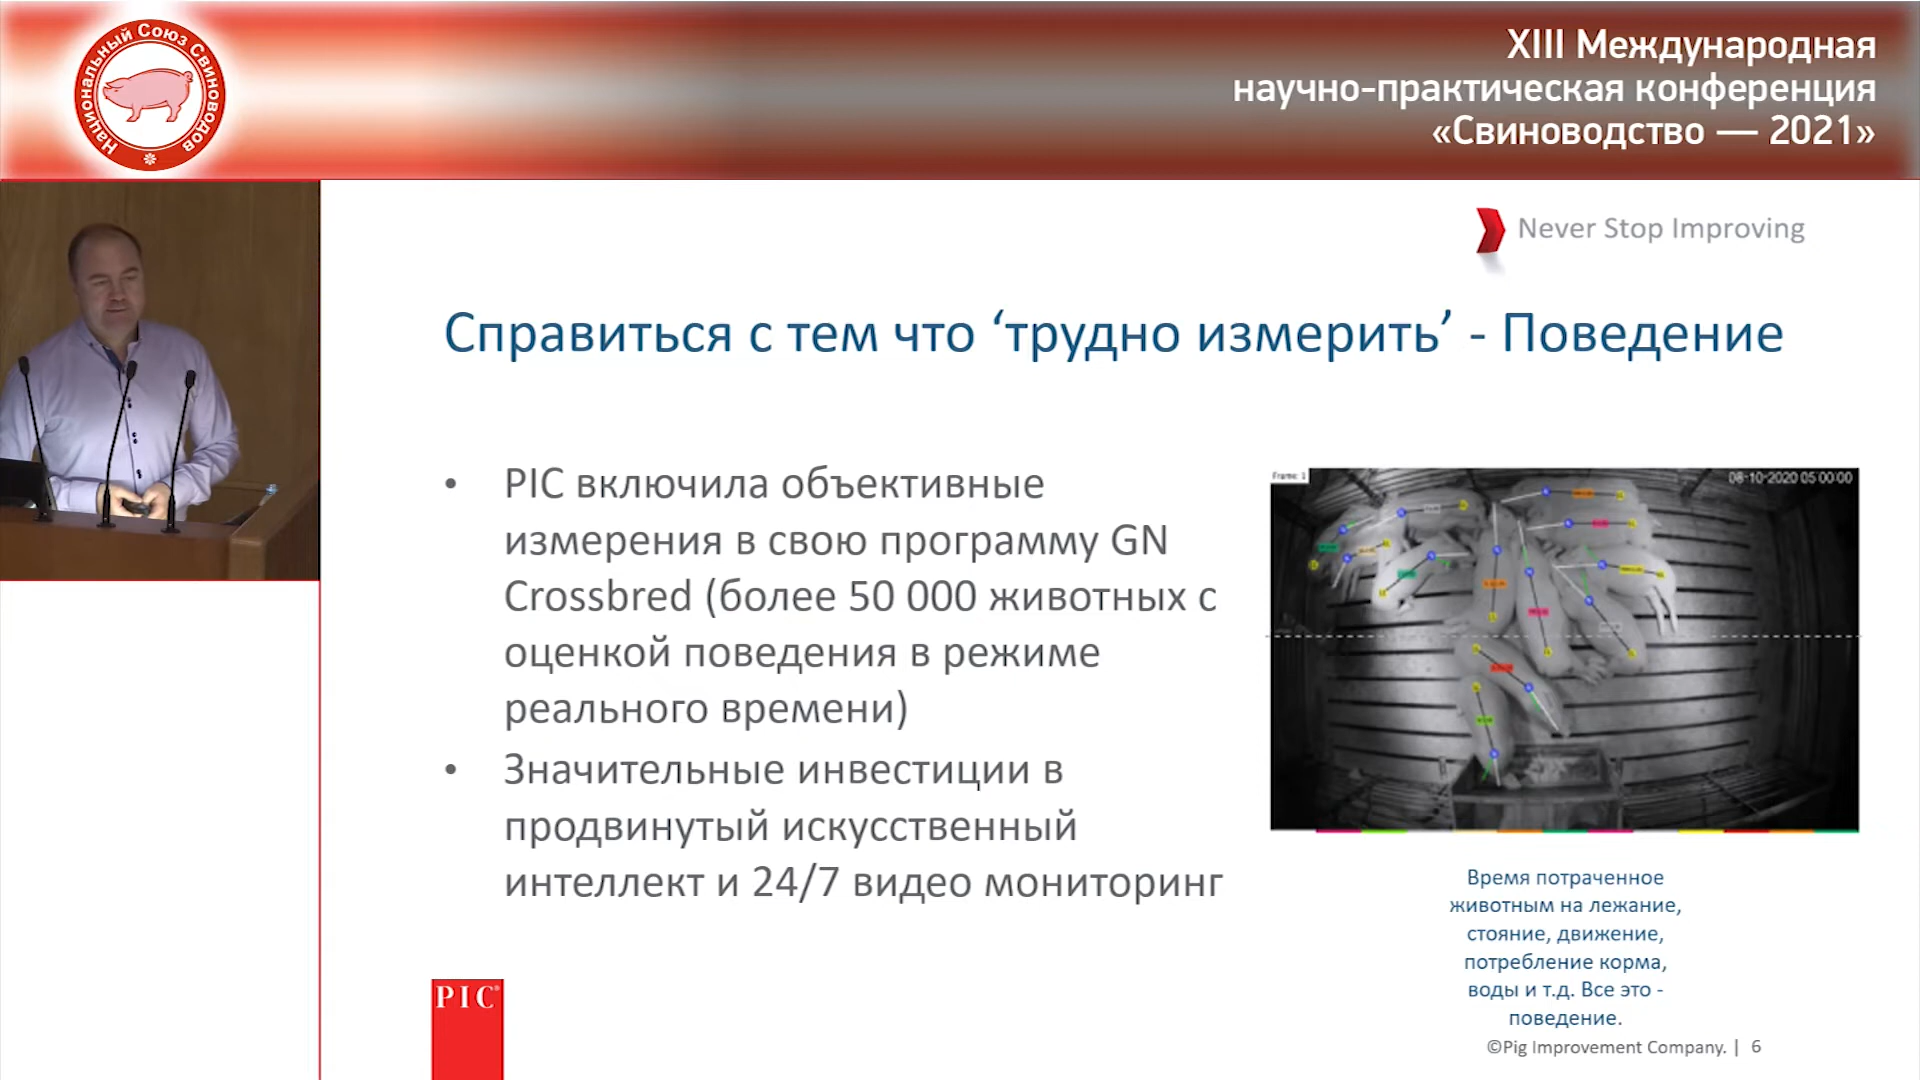 Национальный Союз Свиноводов
XIII Международная
научно-практическая конференция
«Свиноводство — 2021»
Never Stop Improving
Справиться с тем что ‘трудно измерить’ - Поведение
• PIC включила объективные
измерения в свою программу GN
Crossbred (более 50 000 животных с
оценкой поведения в режиме
реального времени)
• Значительные инвестиции в
продвинутый искусственный
интеллект и 24/7 видео мониторинг
Frame: 1
08-10-2020 05:00:00
Время потраченное
животным на лежание,
стояние, движение,
потребление корма,
воды и т.д. Все это -
поведение.
PIC®
©Pig Improvement Company. | 6